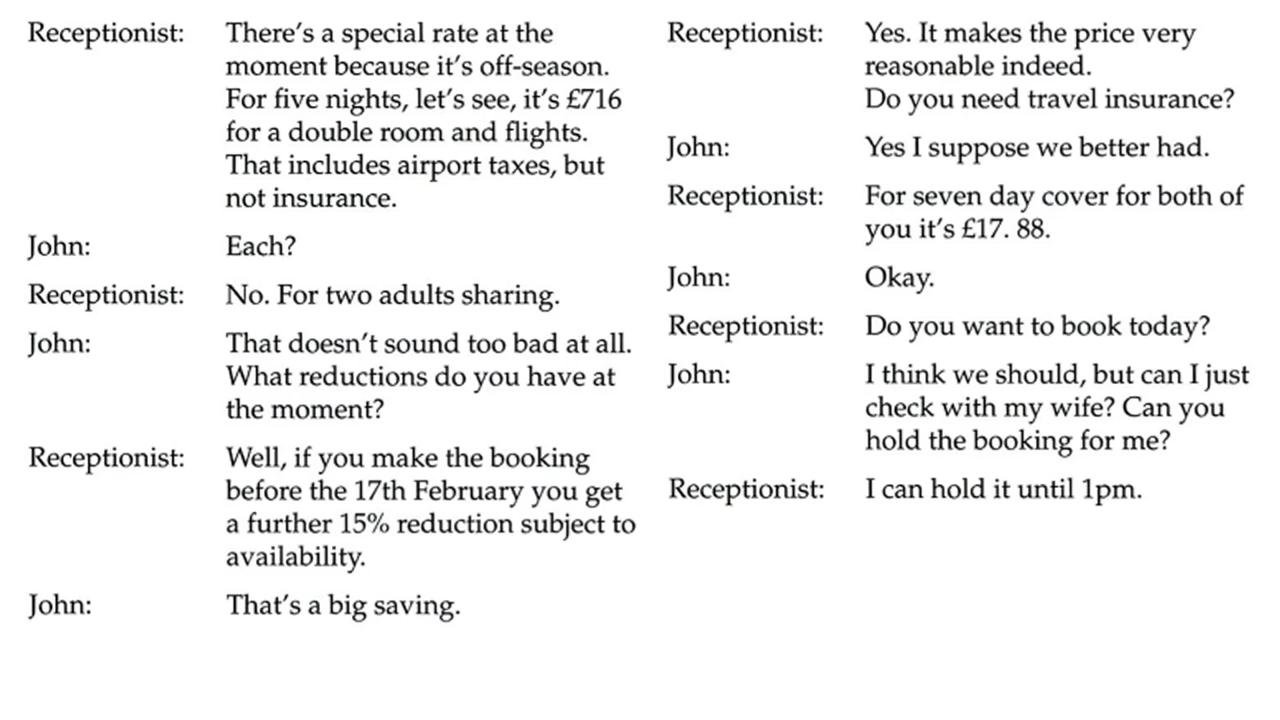 Receptionist: There's a special rate at the
moment because it's off-season.
For five nights, let's see, it's £716
for a double room and flights.
That includes airport taxes, but
not insurance.
John: Each?
Receptionist: No. For two adults sharing.
John: That doesn't sound too bad at all.
What reductions do you have at
the moment?
Receptionist: Well, if you make the booking
before the 17th February you get
a further 15% reduction subject to
availability.
John: That's a big saving.
Receptionist: Yes. It makes the price very
reasonable indeed.
Do you need travel insurance?
John: Yes I suppose we better had.
Receptionist: For seven day cover for both of
you it's £17. 88.
John: Okay.
Receptionist: Do you want to book today?
John: I think we should, but can I just
check with my wife? Can you
hold the booking for me?
Receptionist: I can hold it until 1pm.